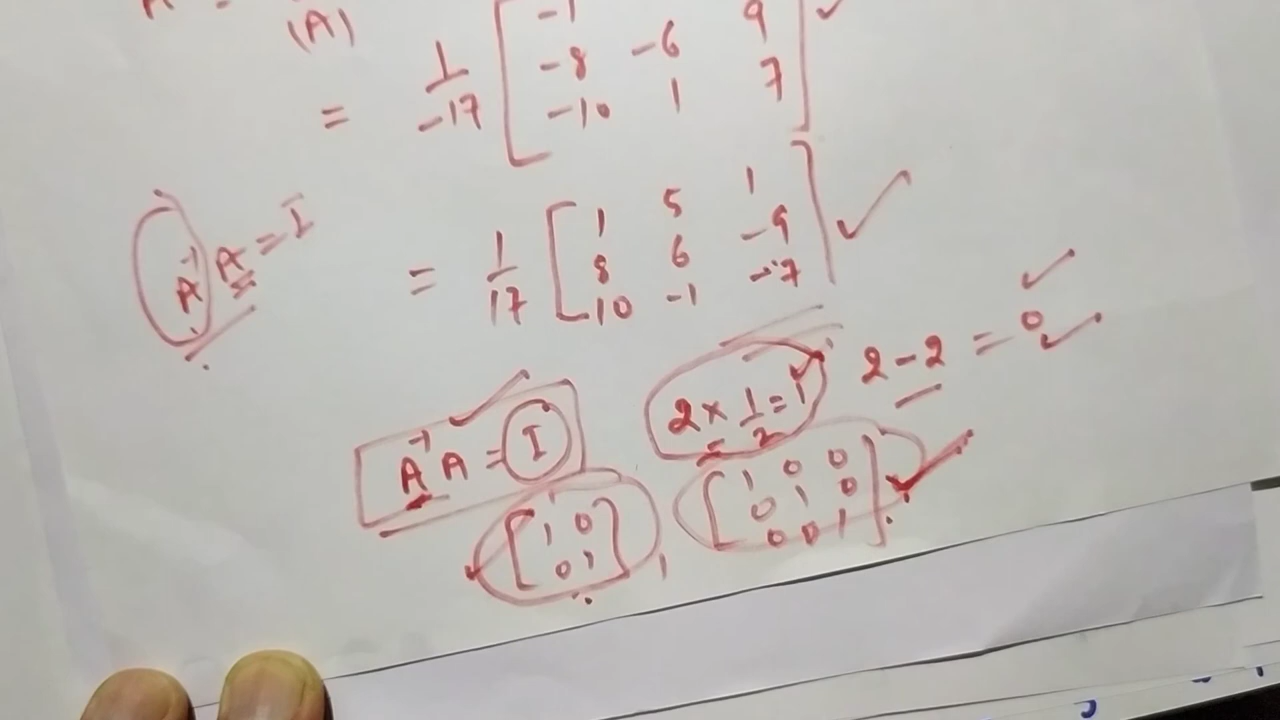 (A)
= 1/-17 [ -1 9
-8 -6 7
-10 1 ]
A⁻¹ A = I
= 1/17 [ 1 5 1
8 6 -9
10 -1 -7 ]
A⁻¹ A = I
2 × 1/2 = 1
2 - 2 = 0
[ 1 0
0 1 ] ,
[ 1 0 0
0 1 0
0 0 1 ]